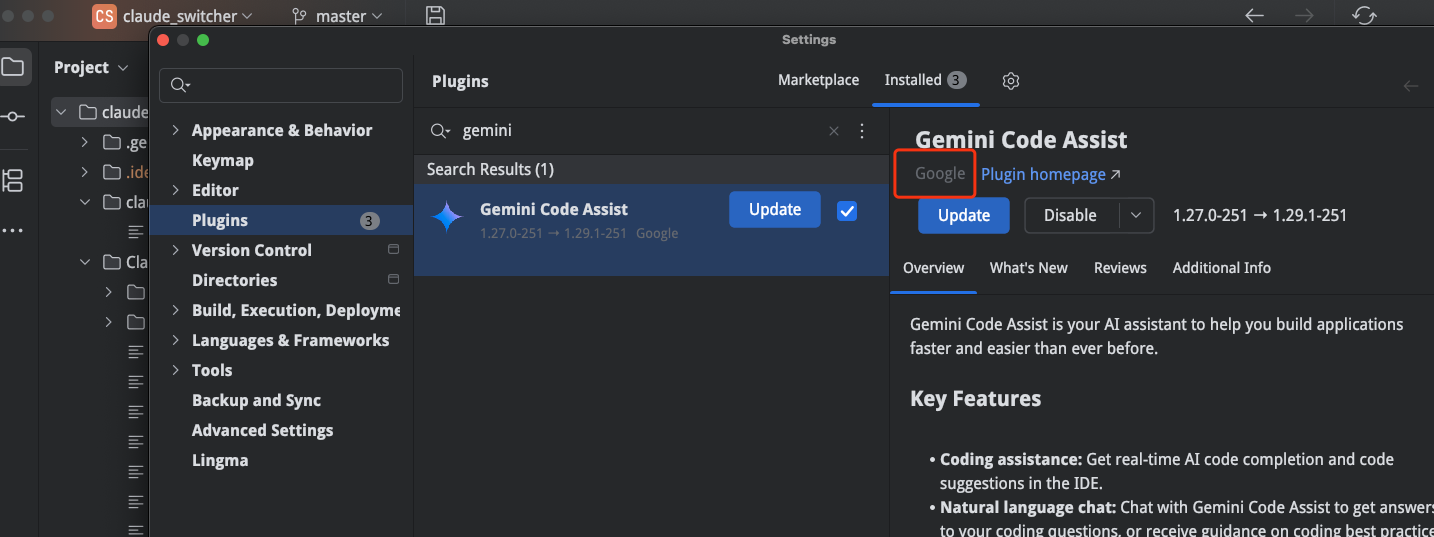 CS claude_switcher master
Settings
Project
claude
.ge
.ide
clau
Cla
Appearance & Behavior
Keymap
Editor
Plugins 3
Version Control
Directories
Build, Execution, Deployme
Languages & Frameworks
Tools
Backup and Sync
Advanced Settings
Lingma
Plugins
Marketplace Installed 3
gemini
Search Results (1)
Gemini Code Assist
1.27.0-251 → 1.29.1-251 Google
Update
Gemini Code Assist
Google Plugin homepage ↗
Update Disable 1.27.0-251 → 1.29.1-251
Overview What's New Reviews Additional Info
Gemini Code Assist is your AI assistant to help you build applications
faster and easier than ever before.
Key Features
• Coding assistance: Get real-time AI code completion and code
suggestions in the IDE.
• Natural language chat: Chat with Gemini Code Assist to get answers
to your coding questions, or receive guidance on coding best practice